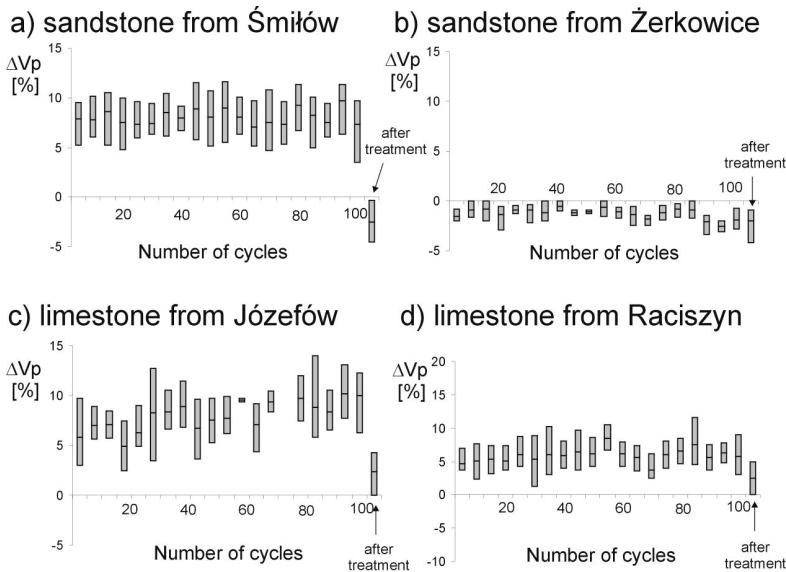 a) sandstone from Śmiłów
ΔVp
[%]
15
10
5
0
-5
20
40
60
80
100
after
treatment
Number of cycles
b) sandstone from Żerkowice
ΔVp
[%]
15
10
5
0
-5
20
40
60
80
100
after
treatment
Number of cycles
c) limestone from Józefów
ΔVp
[%]
15
10
5
0
-5
20
40
60
80
100
after
treatment
Number of cycles
d) limestone from Raciszyn
ΔVp
[%]
20
15
10
5
0
-5
-10
20
40
60
80
100
after
treatment
Number of cycles